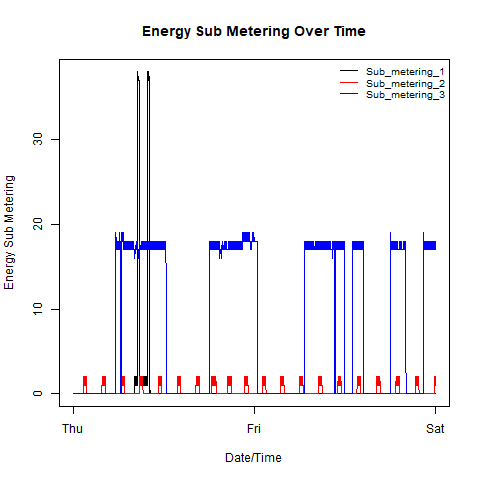 Energy Sub Metering Over Time
Sub_metering_1
Sub_metering_2
Sub_metering_3
Energy Sub Metering
30
20
10
0
Thu
Fri
Sat
Date/Time